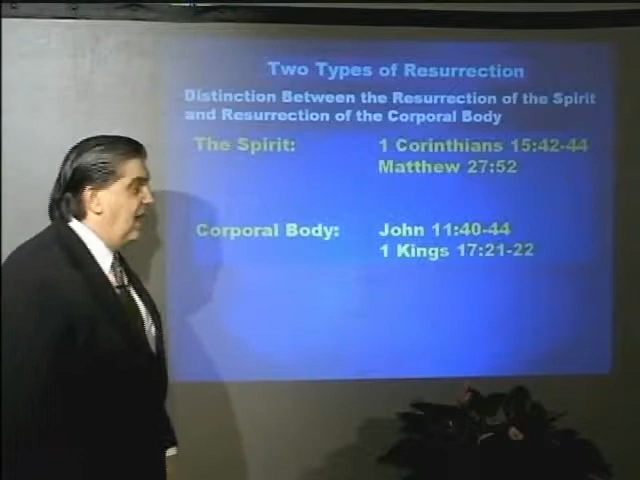 Two Types of Resurrection
Distinction Between the Resurrection of the Spirit
and Resurrection of the Corporal Body
The Spirit: 1 Corinthians 15:42-44
Matthew 27:52
Corporal Body: John 11:40-44
1 Kings 17:21-22